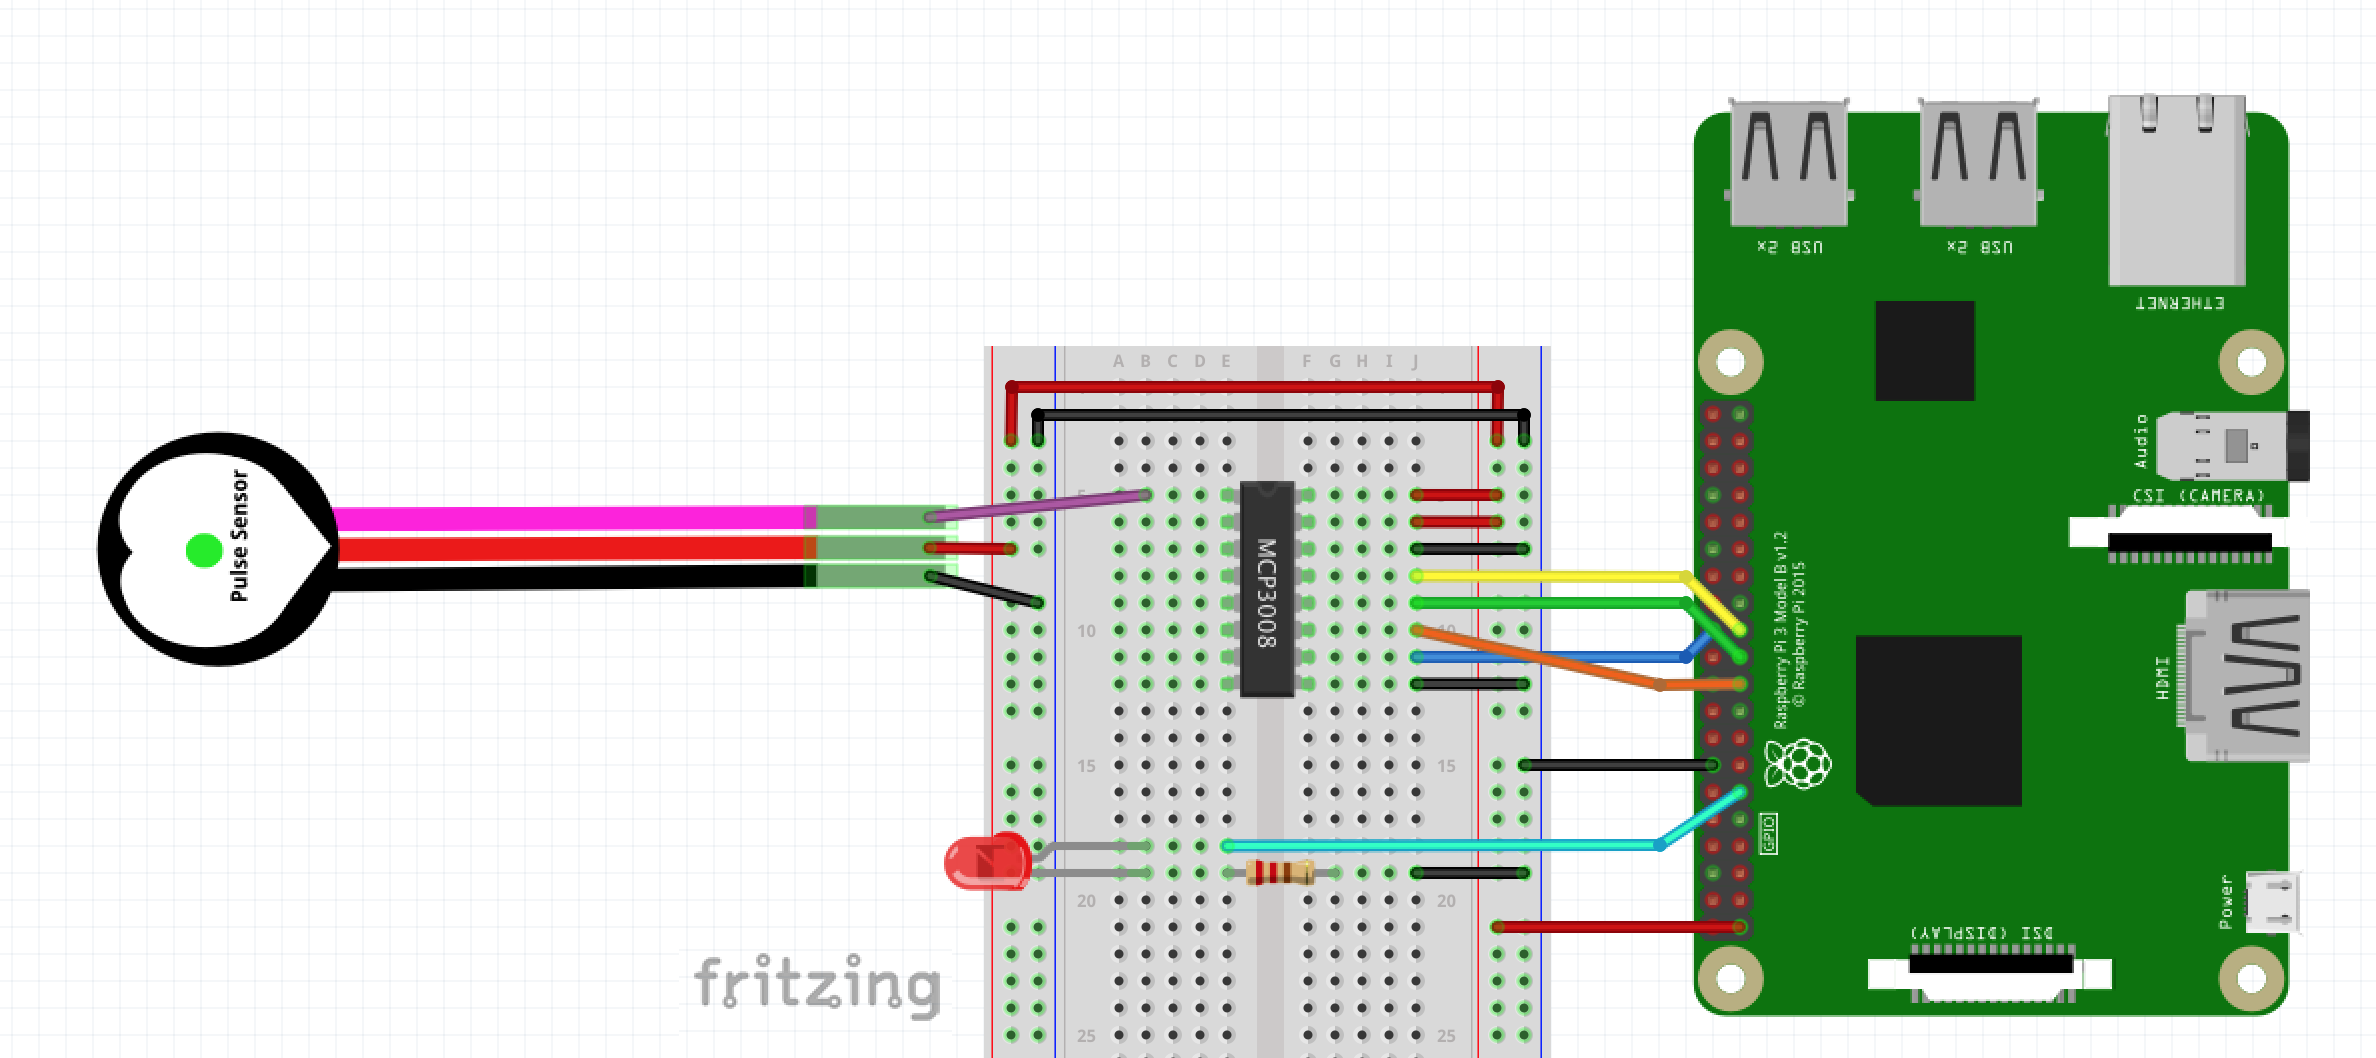 USB 2x
USB 2x
ETHERNET
A B C D E
F G H I J
Audio
CSI (CAMERA)
5
Pulse Sensor
MCP3008
Raspberry Pi 3 Model B v1.2
© Raspberry Pi 2015
10
10
HDMI
15
15
GPIO
20
20
Power
DSI (DISPLAY)
fritzing
25
25